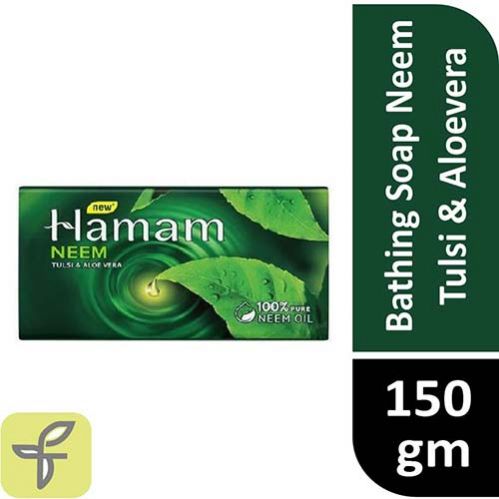 new*
Hamam
NEEM
TULSI & ALOE VERA
100% PURE
NEEM OIL
Bathing Soap Neem
Tulsi & Aloevera
150
gm